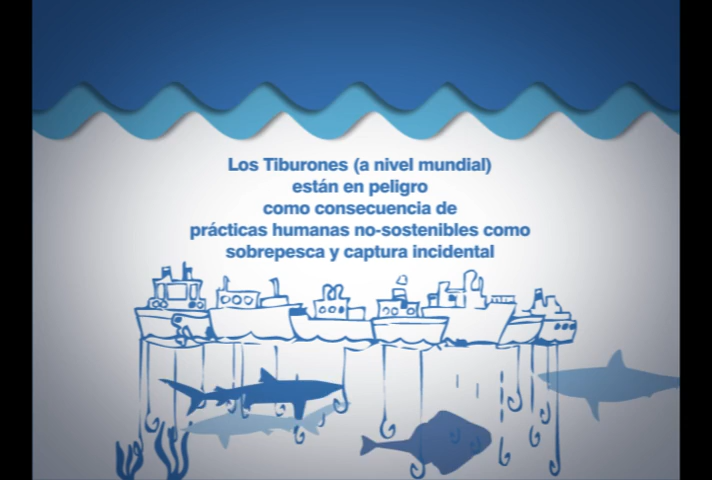 Los Tiburones (a nivel mundial)
están en peligro
como consecuencia de
prácticas humanas no-sostenibles como
sobrepesca y captura incidental